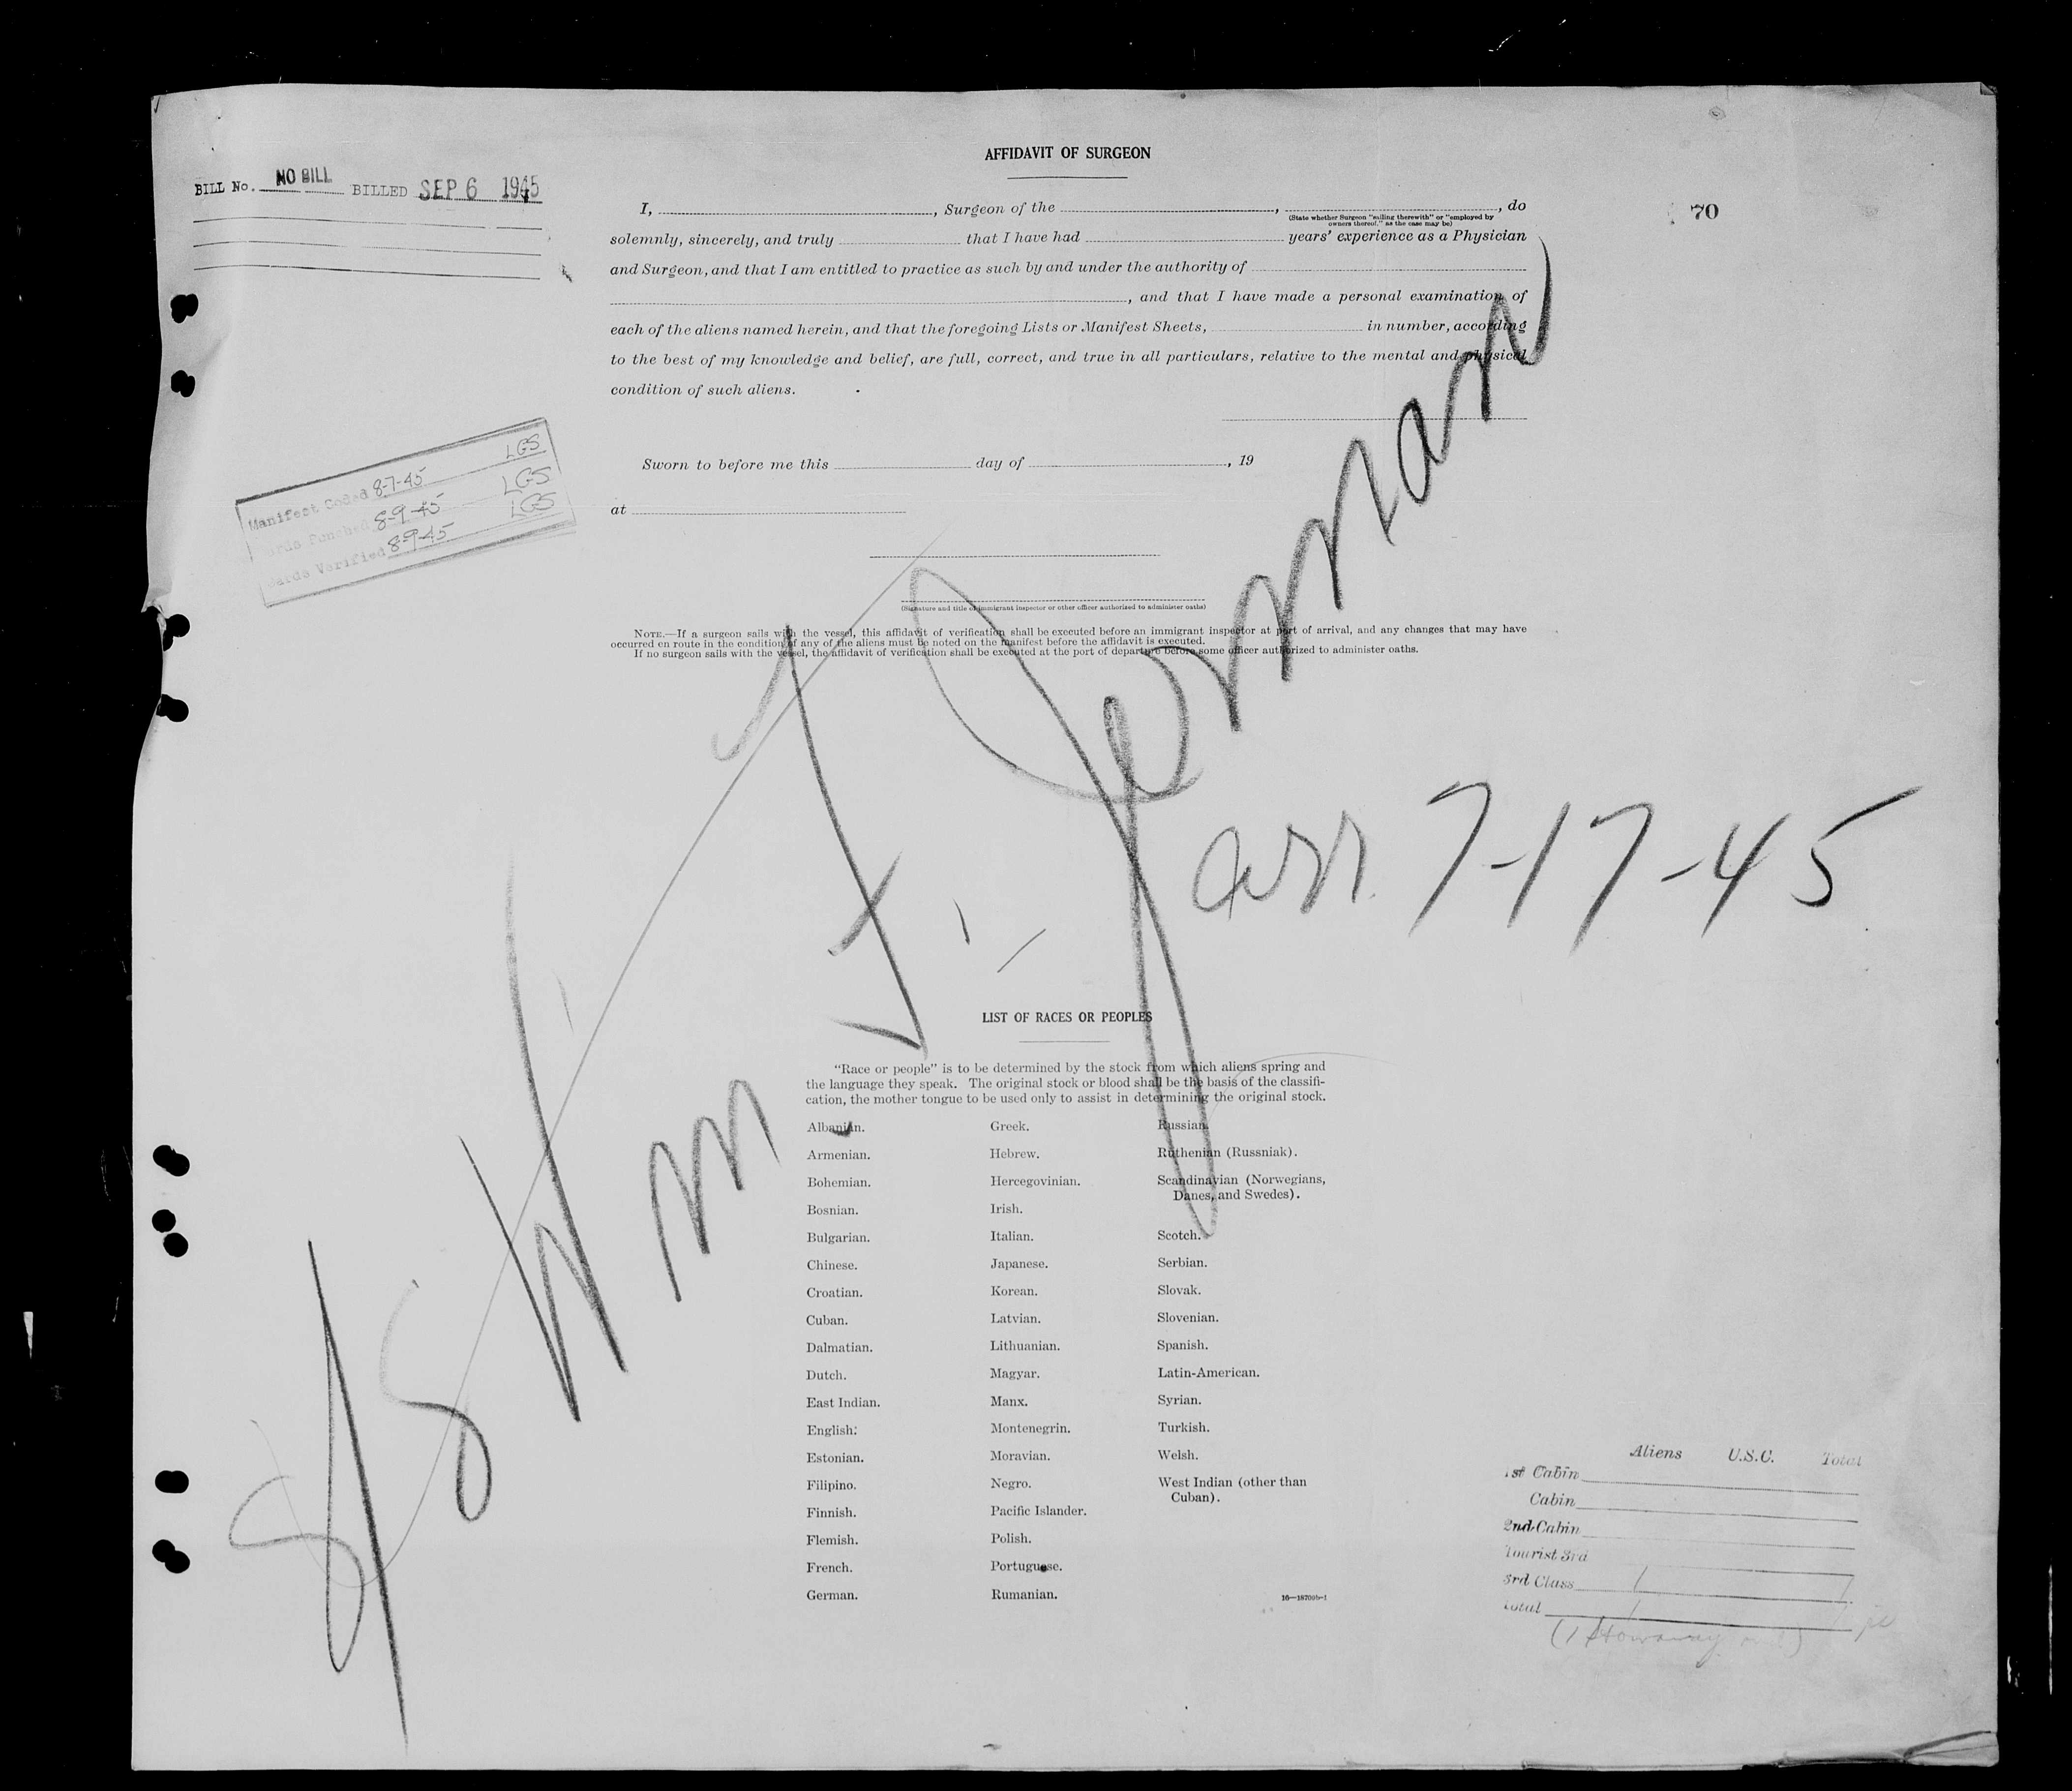 AFFIDAVIT OF SURGEON
BILL No. NO BILL BILLED SEP 6 1945
70
I, , Surgeon of the , , do
(State whether Surgeon "sailing therewith" or "employed by
owners thereof," as the case may be)
solemnly, sincerely, and truly that I have had years' experience as a Physician
and Surgeon, and that I am entitled to practice as such by and under the authority of
, and that I have made a personal examination of
each of the aliens named herein, and that the foregoing Lists or Manifest Sheets, in number, according
to the best of my knowledge and belief, are full, correct, and true in all particulars, relative to the mental and physical
condition of such aliens.
Manifest Coded 8-7-45 LGS
Cards Punched 8-9-45 LGS
Cards Verified 8-9-45 LGS
Sworn to before me this day of , 19
at
(Signature and title of immigrant inspector or other officer authorized to administer oaths)
NOTE.—If a surgeon sails with the vessel, this affidavit of verification shall be executed before an immigrant inspector at port of arrival, and any changes that may have
occurred en route in the condition of any of the aliens must be noted on the manifest before the affidavit is executed.
If no surgeon sails with the vessel, the affidavit of verification shall be executed at the port of departure before some officer authorized to administer oaths.
S/S Wm F. Jerman
arr. 7-17-45
LIST OF RACES OR PEOPLES
"Race or people" is to be determined by the stock from which aliens spring and
the language they speak. The original stock or blood shall be the basis of the classifi-
cation, the mother tongue to be used only to assist in determining the original stock.
Albanian.
Armenian.
Bohemian.
Bosnian.
Bulgarian.
Chinese.
Croatian.
Cuban.
Dalmatian.
Dutch.
East Indian.
English.
Estonian.
Filipino.
Finnish.
Flemish.
French.
German.
Greek.
Hebrew.
Hercegovinian.
Irish.
Italian.
Japanese.
Korean.
Latvian.
Lithuanian.
Magyar.
Manx.
Montenegrin.
Moravian.
Negro.
Pacific Islander.
Polish.
Portuguese.
Rumanian.
Russian.
Ruthenian (Russniak).
Scandinavian (Norwegians,
Danes, and Swedes).
Scotch.
Serbian.
Slovak.
Slovenian.
Spanish.
Latin-American.
Syrian.
Turkish.
Welsh.
West Indian (other than
Cuban).
16—18700b-1
Aliens U.S.C. Total
1st Cabin
Cabin
2nd Cabin
Tourist 3rd
3rd Class 1 1
Total 1 1